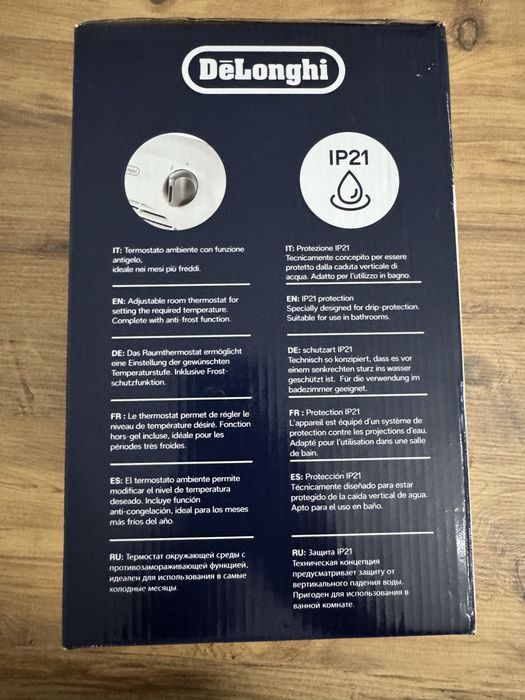 DēLonghi
IP21
IT: Termostato ambiente con funzione
antigelo,
ideale nei mesi più freddi.
EN: Adjustable room thermostat for
setting the required temperature.
Complete with anti-frost function.
DE: Das Raumthermostat ermöglicht
eine Einstellung der gewünschten
Temperaturstufe. Inklusive Frost-
schutzfunktion.
FR : Le thermostat permet de régler le
niveau de température désiré. Fonction
hors-gel incluse, idéale pour les
périodes très froides.
ES: El termostato ambiente permite
modificar el nivel de temperatura
deseado. Incluye función
anti-congelación, ideal para los meses
más fríos del año.
RU: Термостат окружающей среды с
противозамораживающей функцией,
идеален для использования в самые
холодные месяцы.
IT: Protezione IP21
Tecnicamente concepito per essere
protetto dalla caduta verticale di
acqua. Adatto per l'utilizzo in bagno.
EN: IP21 protection
Specially designed for drip-protection.
Suitable for use in bathrooms.
DE: schutzart IP21
Technisch so konzipiert, dass es vor
einem senkrechten sturz ins wasser
geschützt ist. Für die verwendung im
badezimmer geeignet.
FR : Protection IP21
L'appareil est équipé d'un système de
protection contre les projections d'eau.
Adapté pour l'utilisation dans une salle
de bain.
ES: Protección IP21
Técnicamente diseñado para estar
protegido de la caída vertical de agua.
Apto para el uso en baño.
RU: Защита IP21
Техническая концепция
предусматривает защиту от
вертикального падения воды.
Пригоден для использования в
ванной комнате.